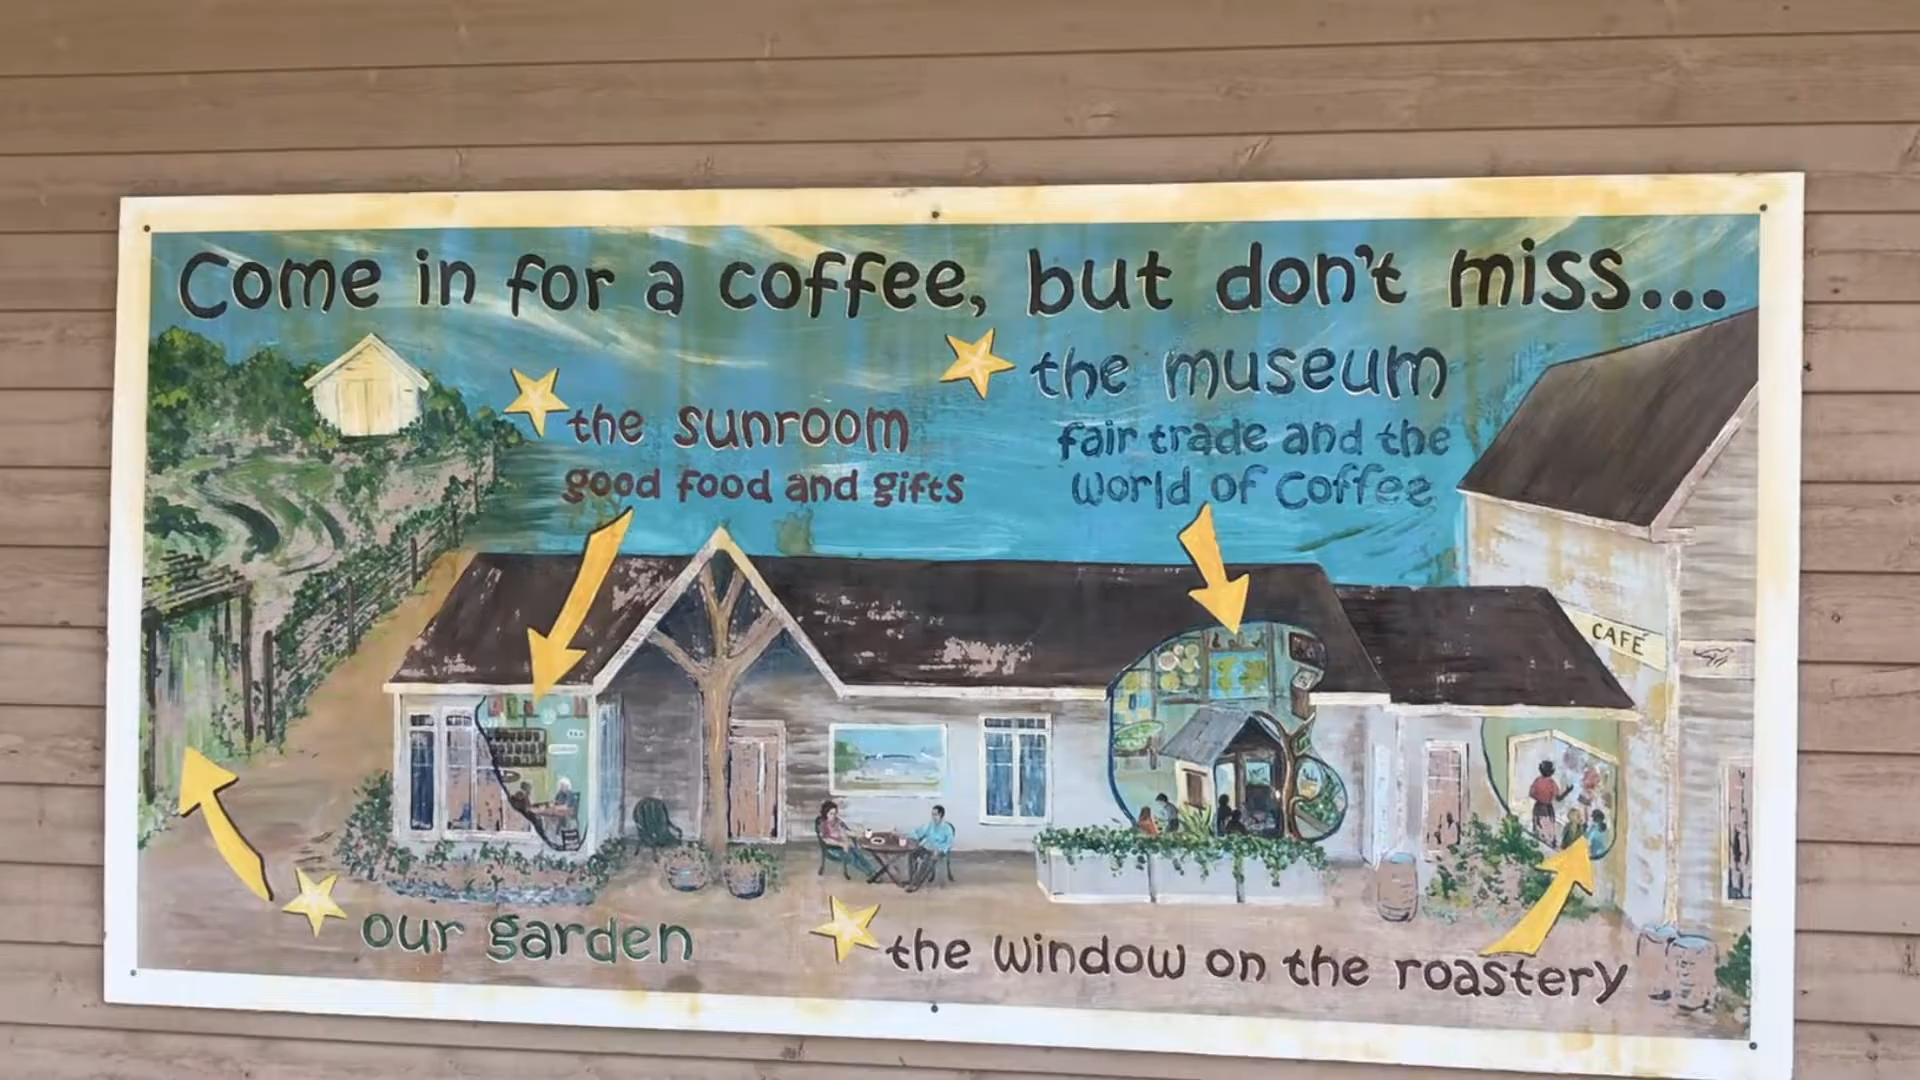 Come in for a coffee, but don't miss...
the museum
fair trade and the
world of coffee
the sunroom
good food and gifts
CAFÉ
our garden
the window on the roastery